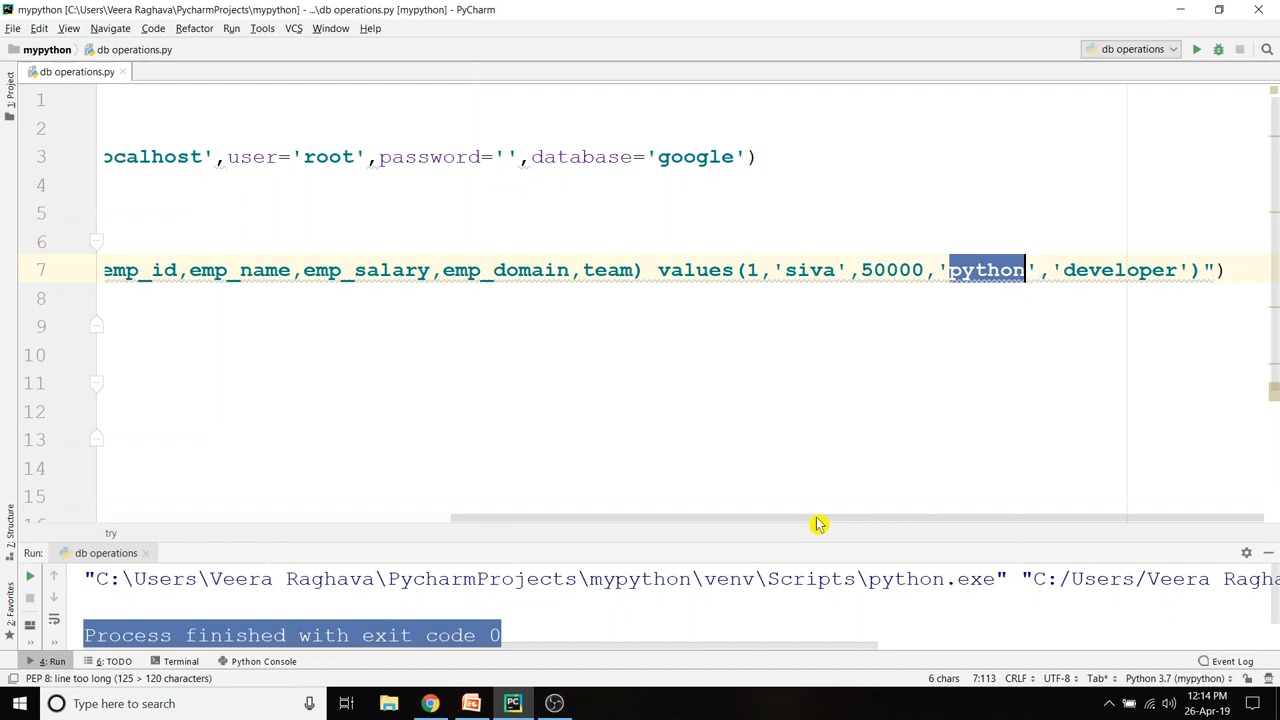 mypython [C:\Users\Veera Raghava\PycharmProjects\mypython] - ...\db operations.py [mypython] - PyCharm
File Edit View Navigate Code Refactor Run Tools VCS Window Help
mypython db operations.py db operations
db operations.py
1: Project
1
2
3 ocalhost',user='root',password='',database='google')
4
5
6
7 emp_id,emp_name,emp_salary,emp_domain,team) values(1,'siva',50000,'python','developer')")
8
9
10
11
12
13
14
15
try
7: Structure
2: Favorites
Run: db operations
"C:\Users\Veera Raghava\PycharmProjects\mypython\venv\Scripts\python.exe" "C:/Users/Veera Ragha
Process finished with exit code 0
4: Run 6: TODO Terminal Python Console Event Log
PEP 8: line too long (125 > 120 characters) 6 chars 7:113 CRLF UTF-8 Tab* Python 3.7 (mypython)
Type here to search
12:14 PM
26-Apr-19